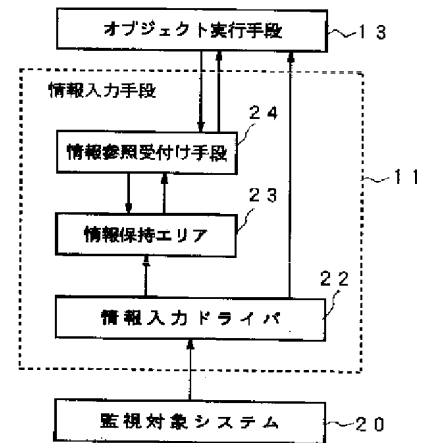 オブジェクト実行手段
13
情報入力手段
24
情報参照受付け手段
11
23
情報保持エリア
22
情報入力ドライバ
監視対象システム
20